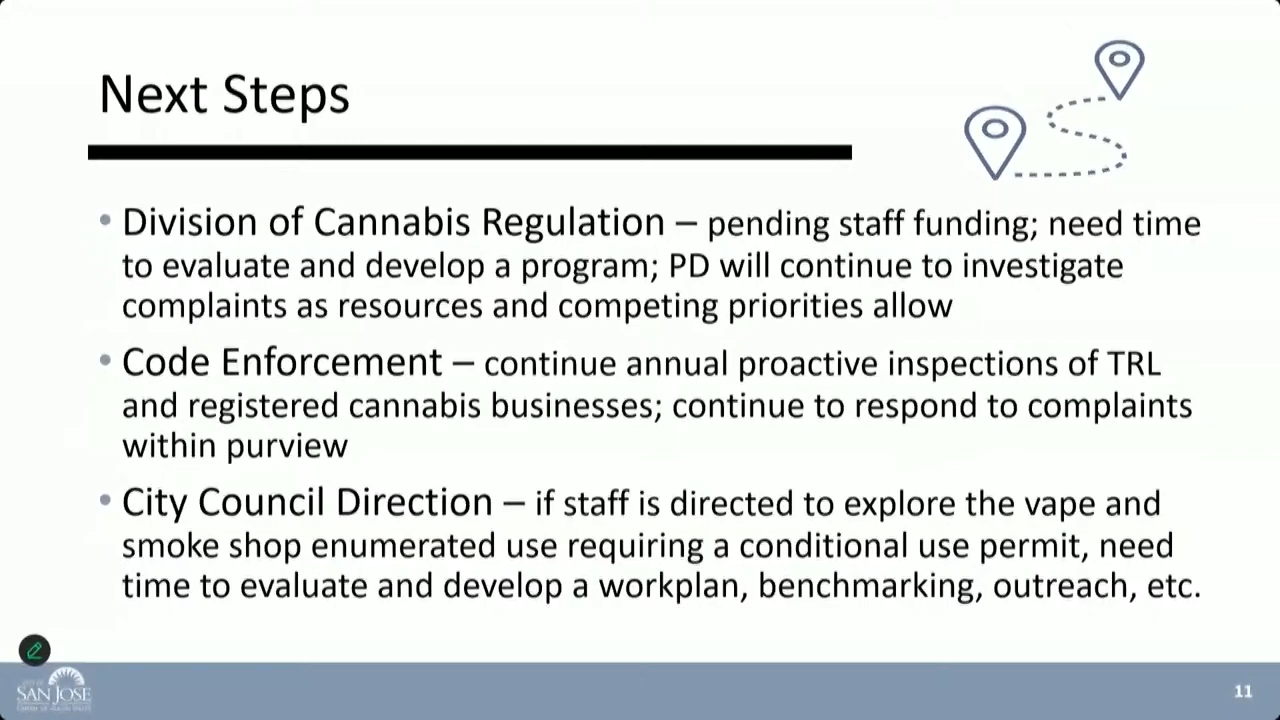 Next Steps
• Division of Cannabis Regulation – pending staff funding; need time
to evaluate and develop a program; PD will continue to investigate
complaints as resources and competing priorities allow
• Code Enforcement – continue annual proactive inspections of TRL
and registered cannabis businesses; continue to respond to complaints
within purview
• City Council Direction – if staff is directed to explore the vape and
smoke shop enumerated use requiring a conditional use permit, need
time to evaluate and develop a workplan, benchmarking, outreach, etc.
SAN JOSE
11